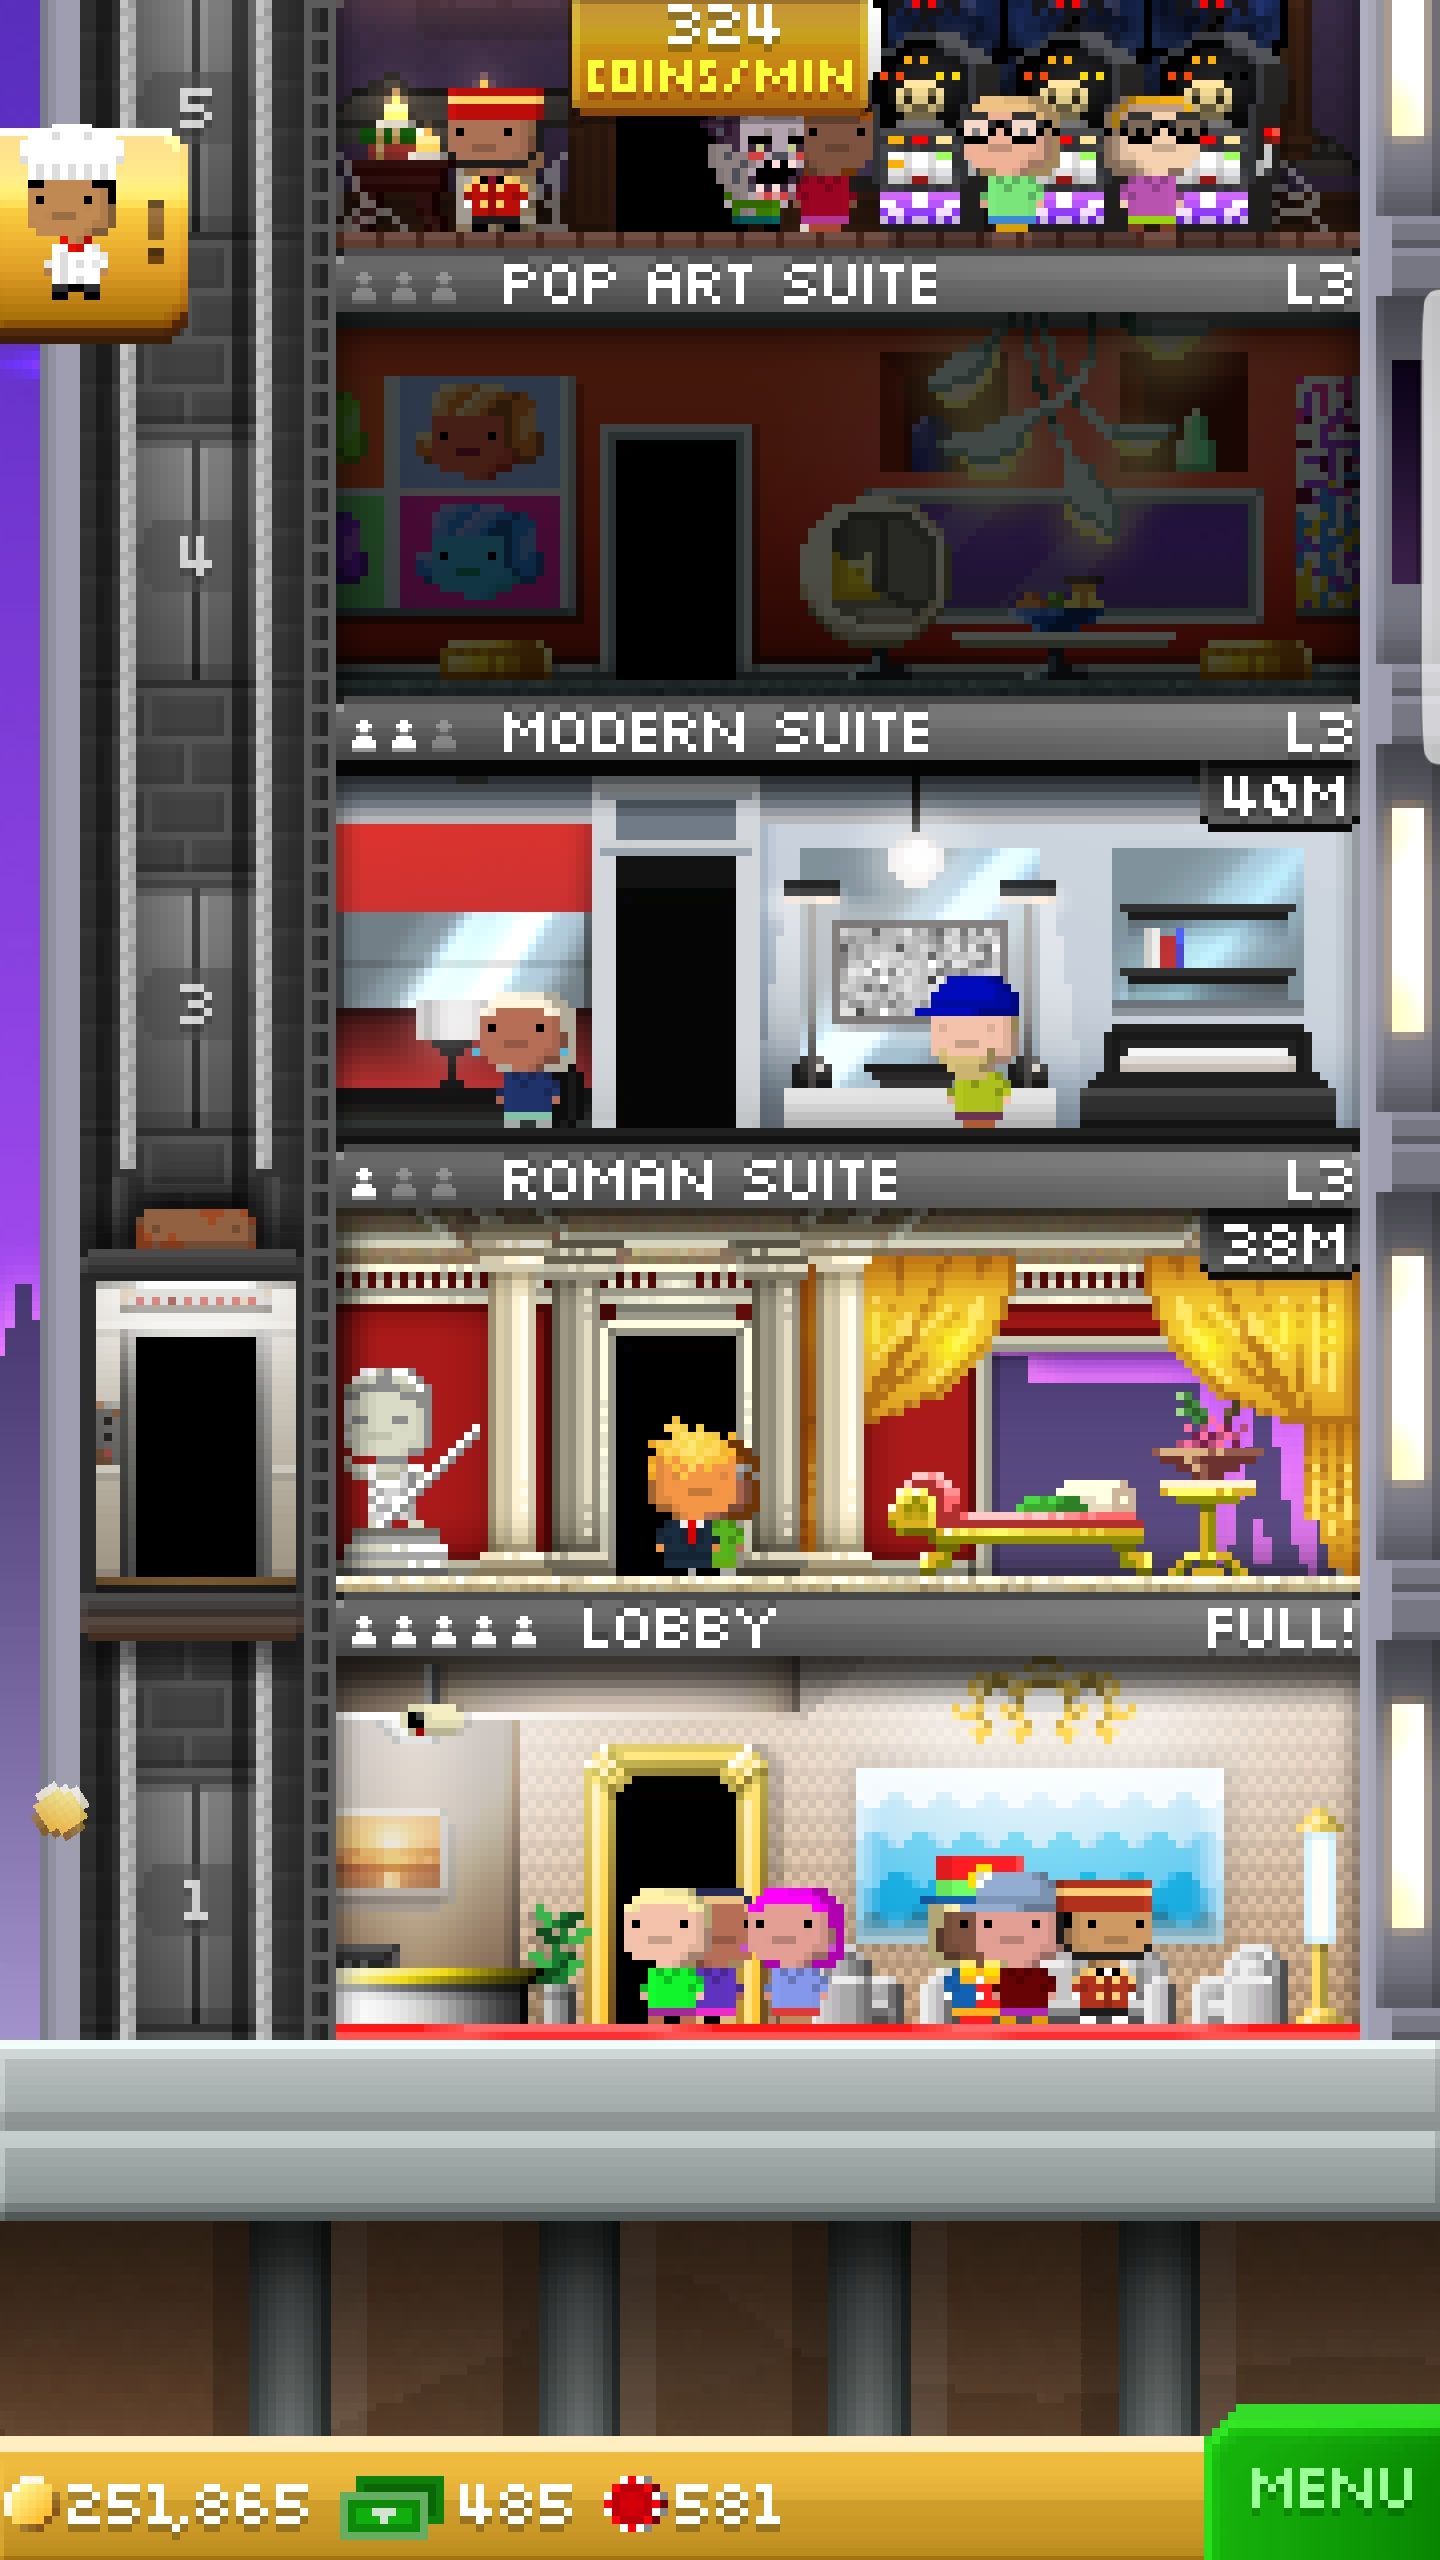 324
COINS/MIN
5
!
POP ART SUITE L3
4
MODERN SUITE L3
40M
3
ROMAN SUITE L3
38M
LOBBY FULL!
1
251,865 485 581
MENU